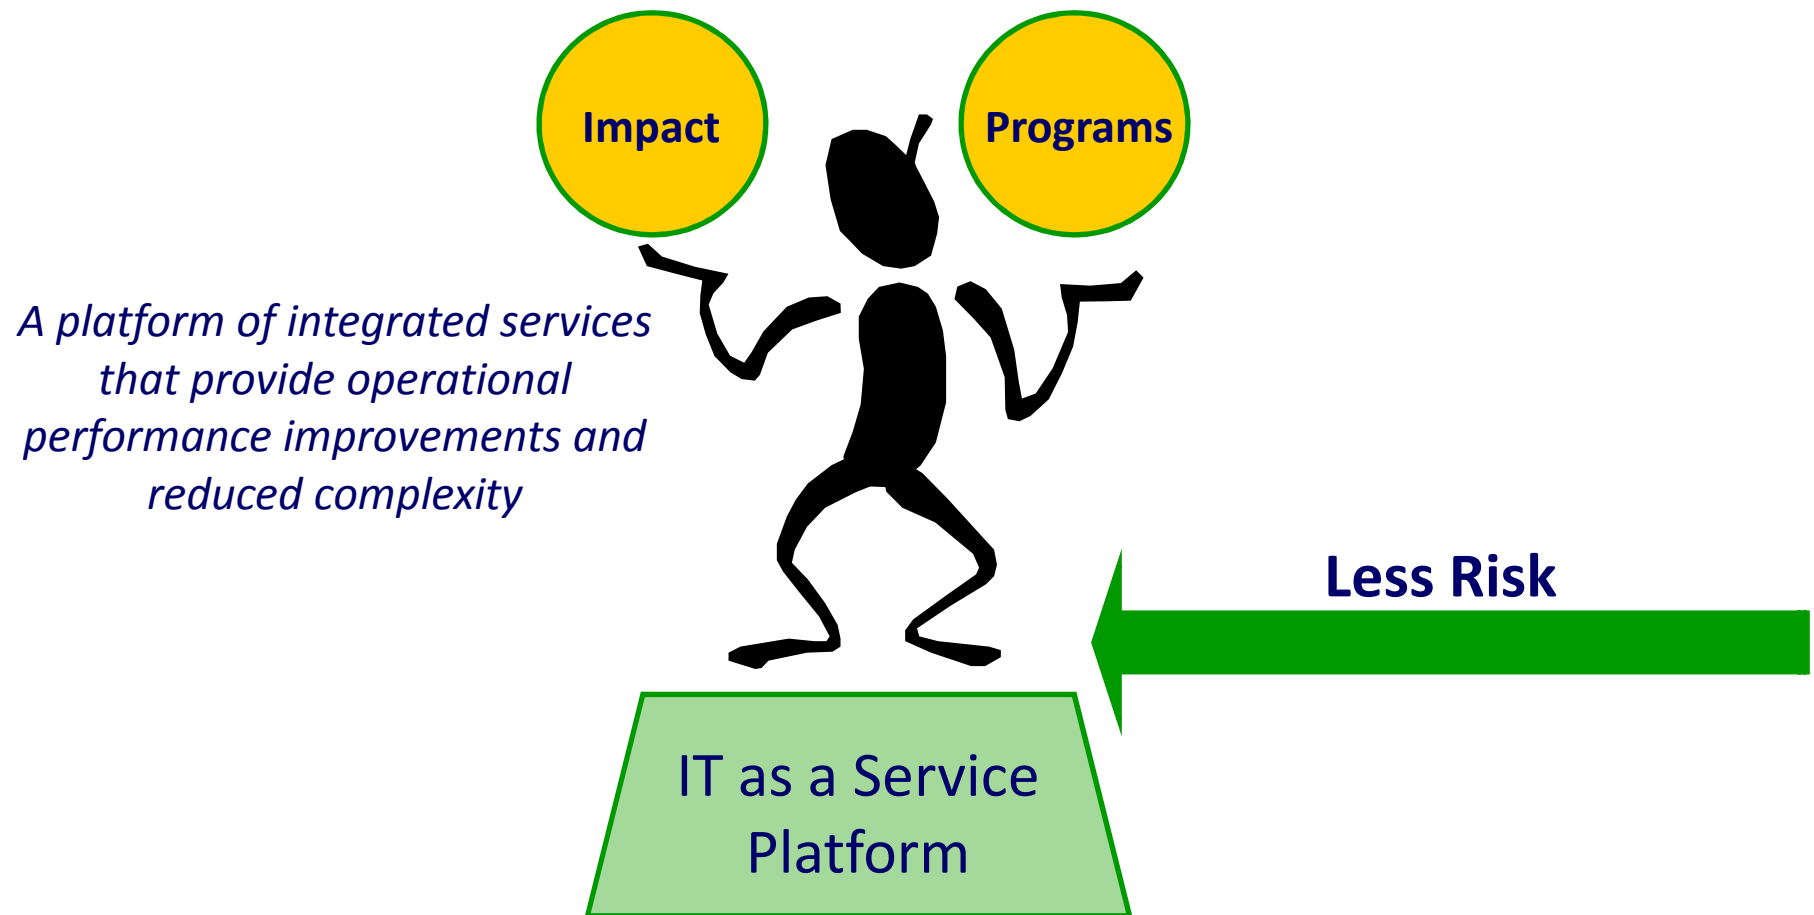 Impact
Programs
A platform of integrated services
that provide operational
performance improvements and
reduced complexity
Less Risk
IT as a Service
Platform